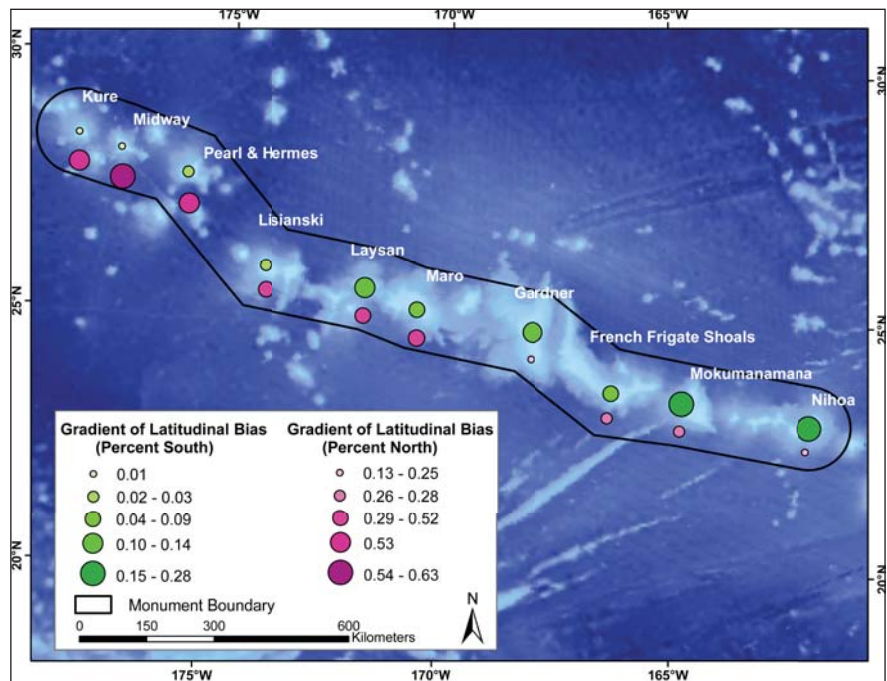 175°W 170°W 165°W
30°N 30°N
Kure
Midway
Pearl & Hermes
Lisianski
Laysan
25°N Maro
Gardner 25°N
French Frigate Shoals
Mokumanamana
Nihoa
Gradient of Latitudinal Bias
(Percent South)
0.01
0.02 - 0.03
0.04 - 0.09
0.10 - 0.14
0.15 - 0.28
Gradient of Latitudinal Bias
(Percent North)
0.13 - 0.25
0.26 - 0.28
0.29 - 0.52
0.53
0.54 - 0.63
Monument Boundary
0 150 300 600
Kilometers
N
20°N 20°N
175°W 170°W 165°W